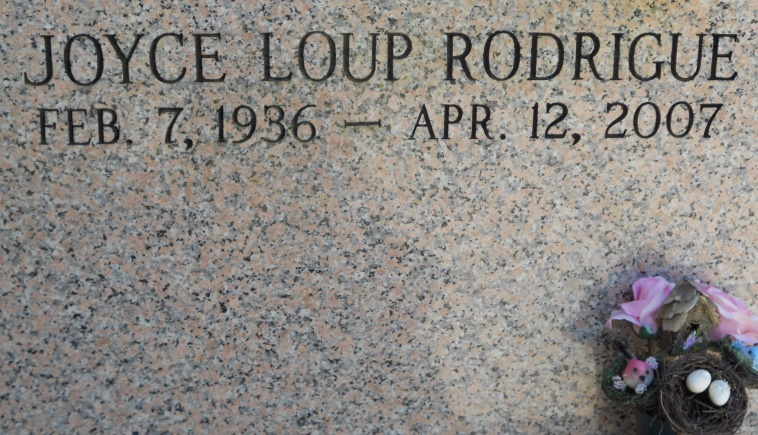 JOYCE LOUP RODRIGUE
FEB. 7, 1936 — APR. 12, 2007